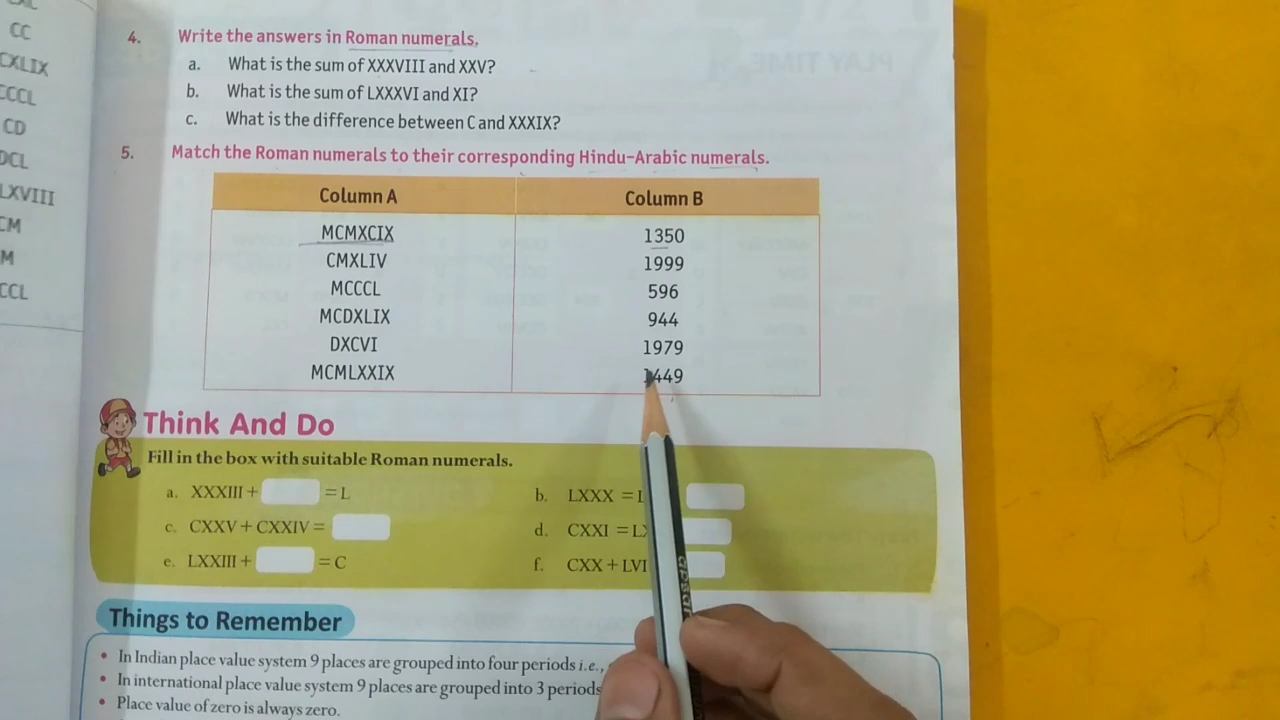 CC
CXLIX
CCCL
CD
DCL
LXVIII
CM
M
CCL
PLAY TIME
4. Write the answers in Roman numerals.
a. What is the sum of XXXVIII and XXV?
b. What is the sum of LXXXVI and XI?
c. What is the difference between C and XXXIX?
5. Match the Roman numerals to their corresponding Hindu-Arabic numerals.
Column A Column B
MCMXCIX 1350
CMXLIV 1999
MCCCL 596
MCDXLIX 944
DXCVI 1979
MCMLXXIX 1449
Think And Do
Fill in the box with suitable Roman numerals.
a. XXXIII + = L b. LXXX =
c. CXXV + CXXIV = d. CXXI =
e. LXXIII + = C f. CXX + LVI
apsara
Things to Remember
• In Indian place value system 9 places are grouped into four periods i.e.,
• In international place value system 9 places are grouped into 3 periods
• Place value of zero is always zero.